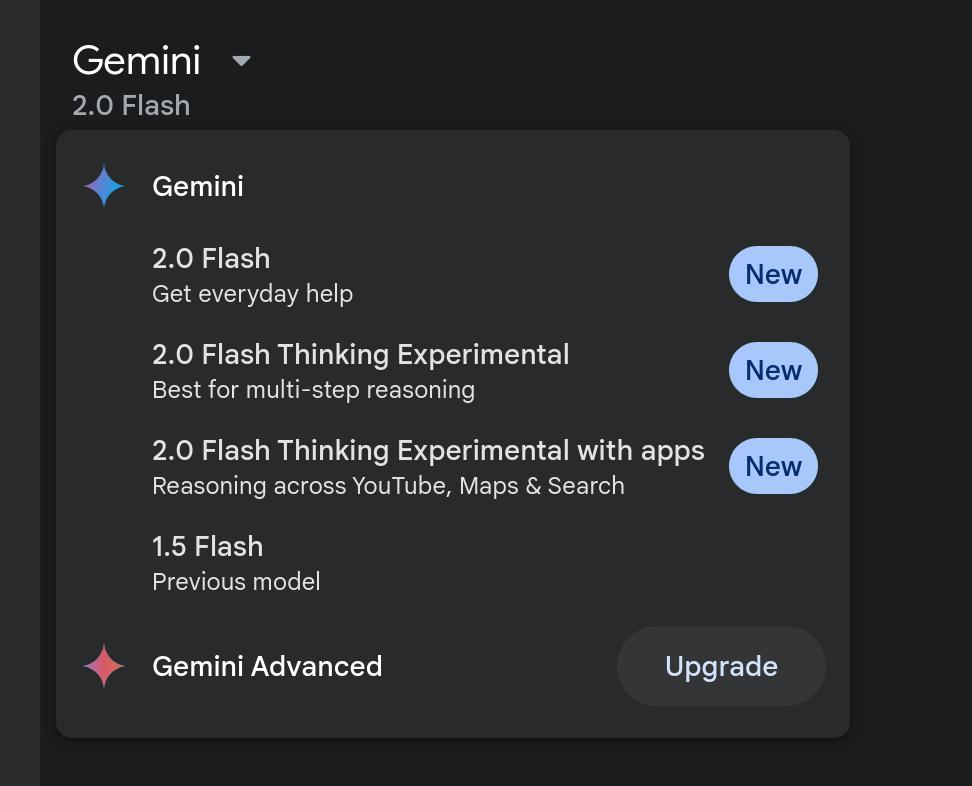 Gemini
2.0 Flash
Gemini
2.0 Flash
New
Get everyday help
2.0 Flash Thinking Experimental
New
Best for multi-step reasoning
2.0 Flash Thinking Experimental with apps
New
Reasoning across YouTube, Maps & Search
1.5 Flash
Previous model
Gemini Advanced
Upgrade